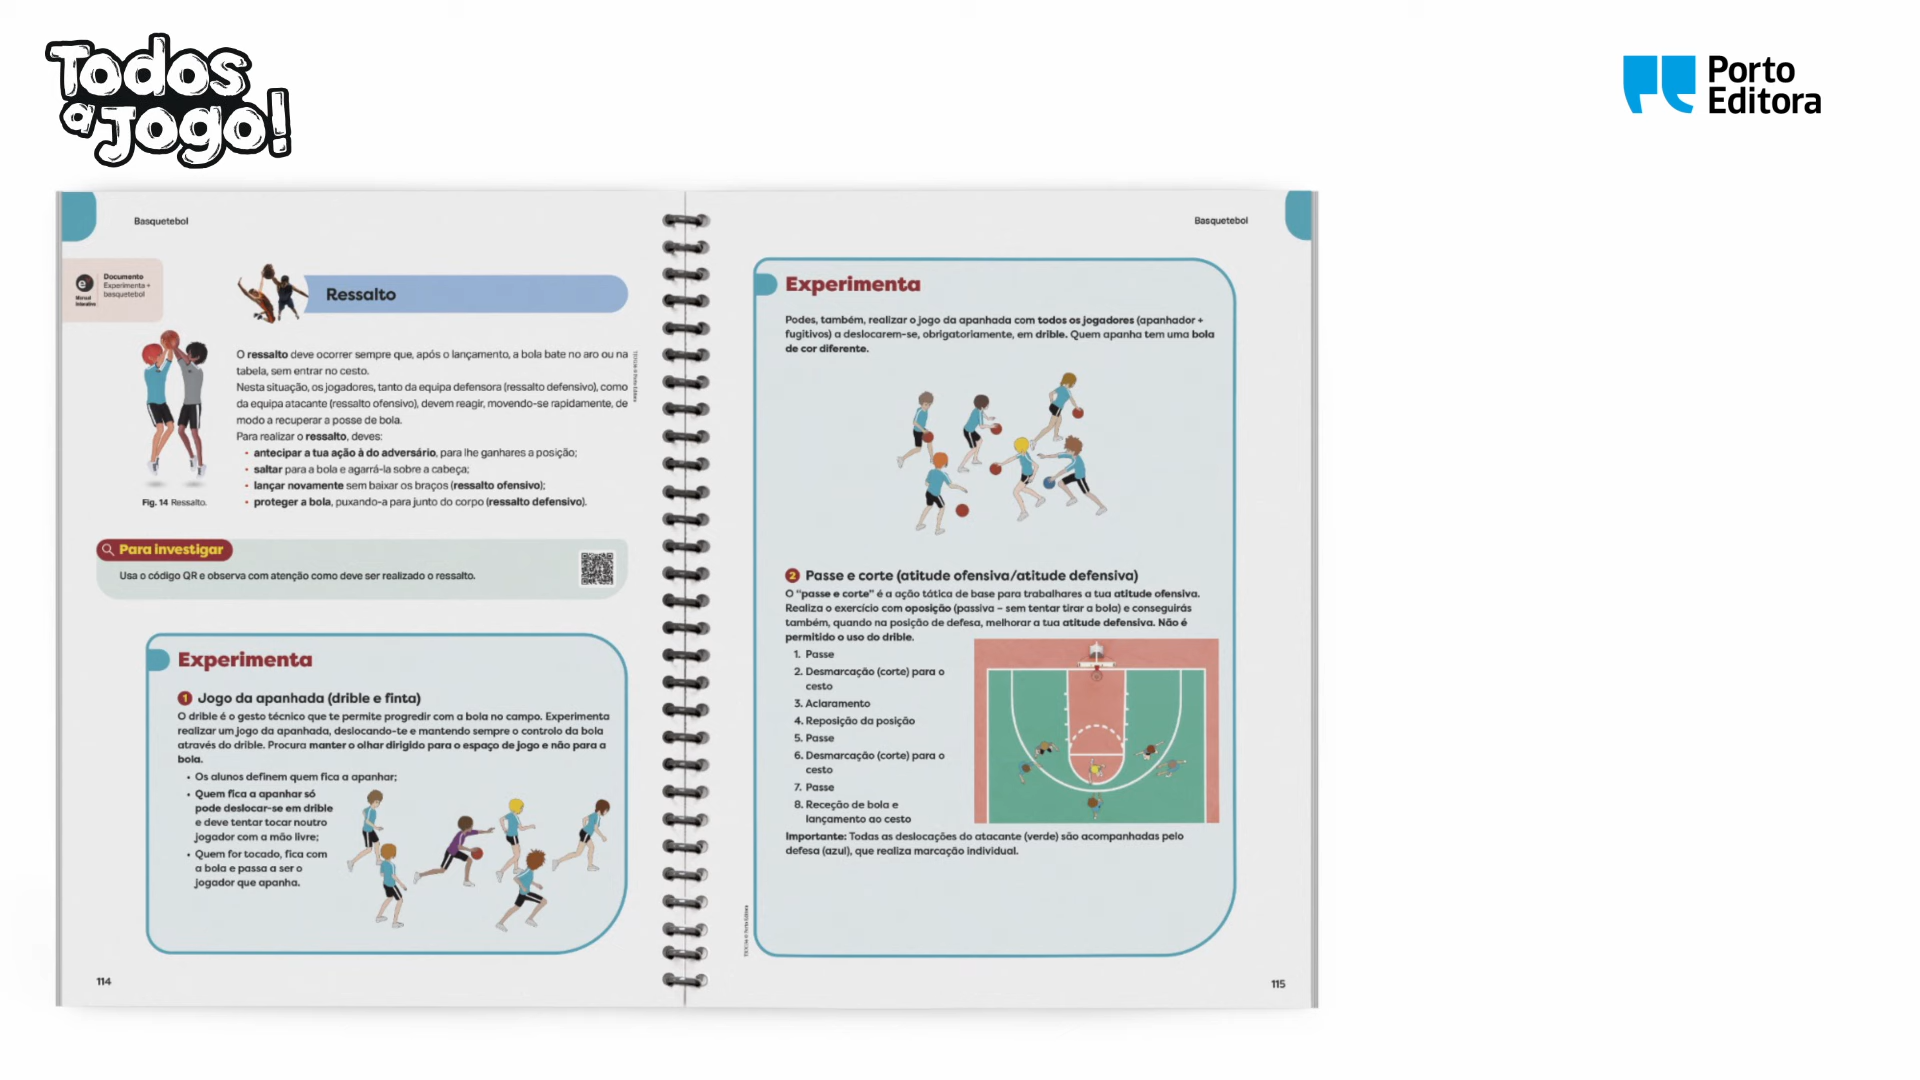 Todos
a Jogo!
Porto
Editora
Basquetebol
Documento
Experimenta +
basquetebol
e
Manual
Interativo
Ressalto
O ressalto deve ocorrer sempre que, após o lançamento, a bola bate no aro ou na
tabela, sem entrar no cesto.
Nesta situação, os jogadores, tanto da equipa defensora (ressalto defensivo), como
da equipa atacante (ressalto ofensivo), devem reagir, movendo-se rapidamente, de
modo a recuperar a posse de bola.
Para realizar o ressalto, deves:
• antecipar a tua ação à do adversário, para lhe ganhares a posição;
• saltar para a bola e agarrá-la sobre a cabeça;
• lançar novamente sem baixar os braços (ressalto ofensivo);
• proteger a bola, puxando-a para junto do corpo (ressalto defensivo).
Fig. 14 Ressalto.
Para investigar
Usa o código QR e observa com atenção como deve ser realizado o ressalto.
Experimenta
1 Jogo da apanhada (drible e finta)
O drible é o gesto técnico que te permite progredir com a bola no campo. Experimenta
realizar um jogo da apanhada, deslocando-te e mantendo sempre o controlo da bola
através do drible. Procura manter o olhar dirigido para o espaço de jogo e não para a
bola.
• Os alunos definem quem fica a apanhar;
• Quem fica a apanhar só
pode deslocar-se em drible
e deve tentar tocar noutro
jogador com a mão livre;
• Quem for tocado, fica com
a bola e passa a ser o
jogador que apanha.
114
Basquetebol
Experimenta
Podes, também, realizar o jogo da apanhada com todos os jogadores (apanhador +
fugitivos) a deslocarem-se, obrigatoriamente, em drible. Quem apanha tem uma bola
de cor diferente.
2 Passe e corte (atitude ofensiva/atitude defensiva)
O "passe e corte" é a ação tática de base para trabalhares a tua atitude ofensiva.
Realiza o exercício com oposição (passiva – sem tentar tirar a bola) e conseguirás
também, quando na posição de defesa, melhorar a tua atitude defensiva. Não é
permitido o uso do drible.
1. Passe
2. Desmarcação (corte) para o
cesto
3. Aclaramento
4. Reposição da posição
5. Passe
6. Desmarcação (corte) para o
cesto
7. Passe
8. Receção de bola e
lançamento ao cesto
Importante: Todas as deslocações do atacante (verde) são acompanhadas pelo
defesa (azul), que realiza marcação individual.
115